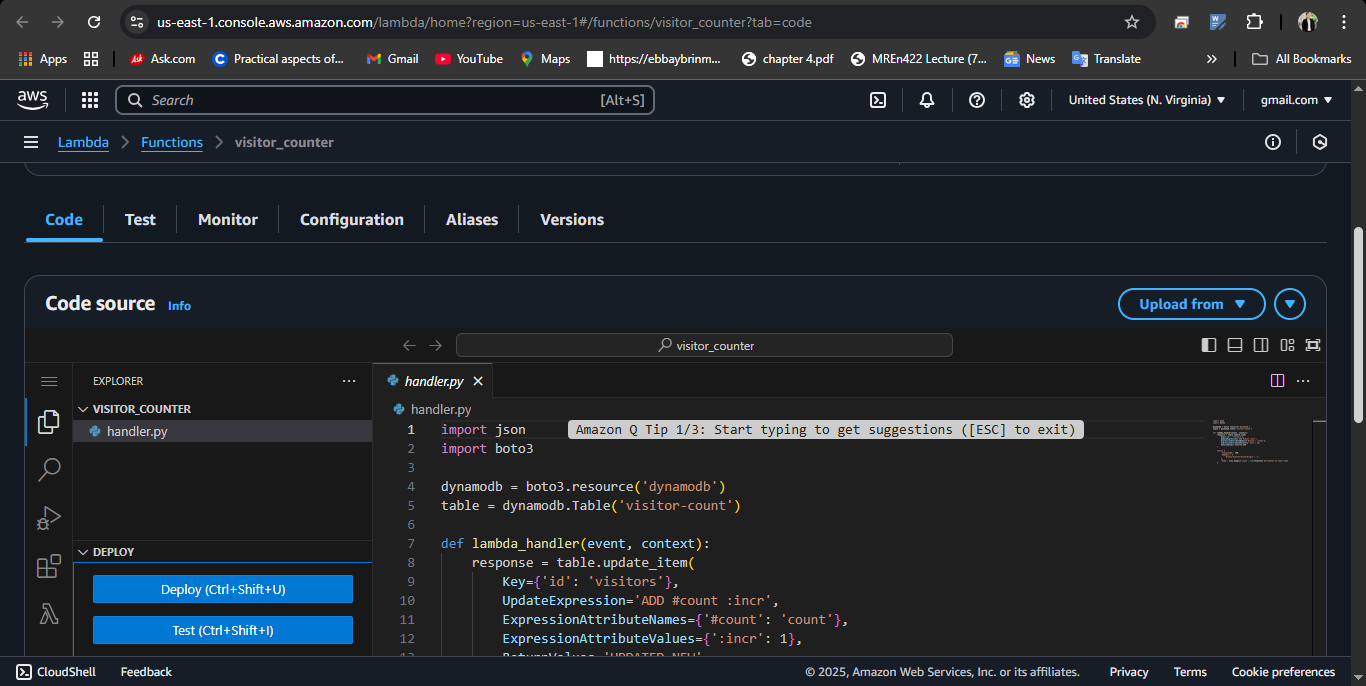 us-east-1.console.aws.amazon.com/lambda/home?region=us-east-1#/functions/visitor_counter?tab=code
Apps Ask.com Practical aspects of... Gmail YouTube Maps https://ebbaybrinm... chapter 4.pdf MREn422 Lecture (7... News Translate » All Bookmarks
aws Search [Alt+S] United States (N. Virginia) gmail.com
Lambda Functions visitor_counter
Code Test Monitor Configuration Aliases Versions
Code source Info Upload from
visitor_counter
EXPLORER
VISITOR_COUNTER
handler.py
DEPLOY
Deploy (Ctrl+Shift+U)
Test (Ctrl+Shift+I)
handler.py
handler.py
1 import json Amazon Q Tip 1/3: Start typing to get suggestions ([ESC] to exit)
2 import boto3
3
4 dynamodb = boto3.resource('dynamodb')
5 table = dynamodb.Table('visitor-count')
6
7 def lambda_handler(event, context):
8 response = table.update_item(
9 Key={'id': 'visitors'},
10 UpdateExpression='ADD #count :incr',
11 ExpressionAttributeNames={'#count': 'count'},
12 ExpressionAttributeValues={':incr': 1},
CloudShell Feedback © 2025, Amazon Web Services, Inc. or its affiliates. Privacy Terms Cookie preferences